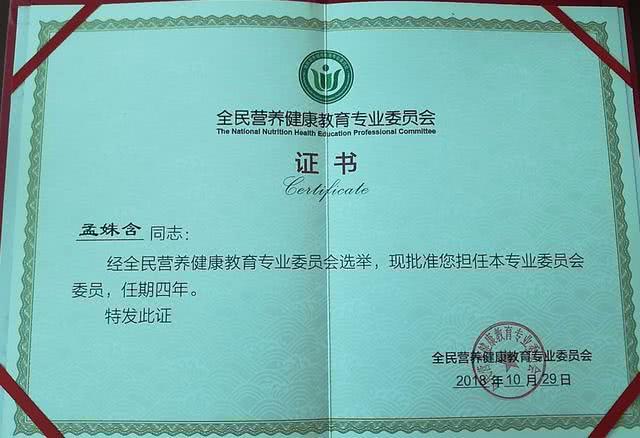 全民营养健康教育专业委员会
The National Nutrition Health Education Professional Committee
证书
Certificate
孟姝含 同志：
经全民营养健康教育专业委员会选举，现批准您担任本专业委员会
委员，任期四年。
特发此证
全民营养健康教育专业委员会
2018年10月29日